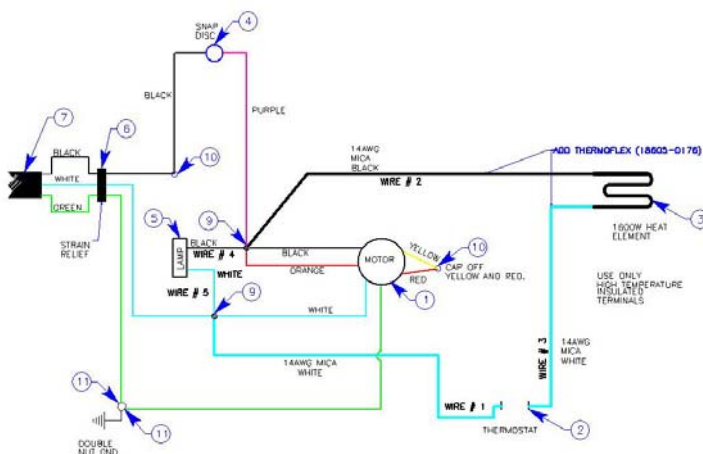 4
SNAP
DISC
7
6
BLACK
PURPLE
10
BLACK
WHITE
GREEN
STRAIN
RELIEF
14AWG
MICA
BLACK
WIRE # 2
ADD THERMOFLEX (18605-0176)
3
1600W HEAT
ELEMENT
5
LAMP
BLACK
WIRE # 4
9
BLACK
ORANGE
MOTOR
YELLOW
10
CAP OFF
YELLOW AND RED.
RED
1
WHITE
WIRE # 5
9
WHITE
USE ONLY
HIGH TEMPERATURE
INSULATED
TERMINALS
14AWG MICA
WHITE
WIRE # 3
14AWG
MICA
WHITE
WIRE # 1
THERMOSTAT
2
11
11
DOUBLE
NUT GND